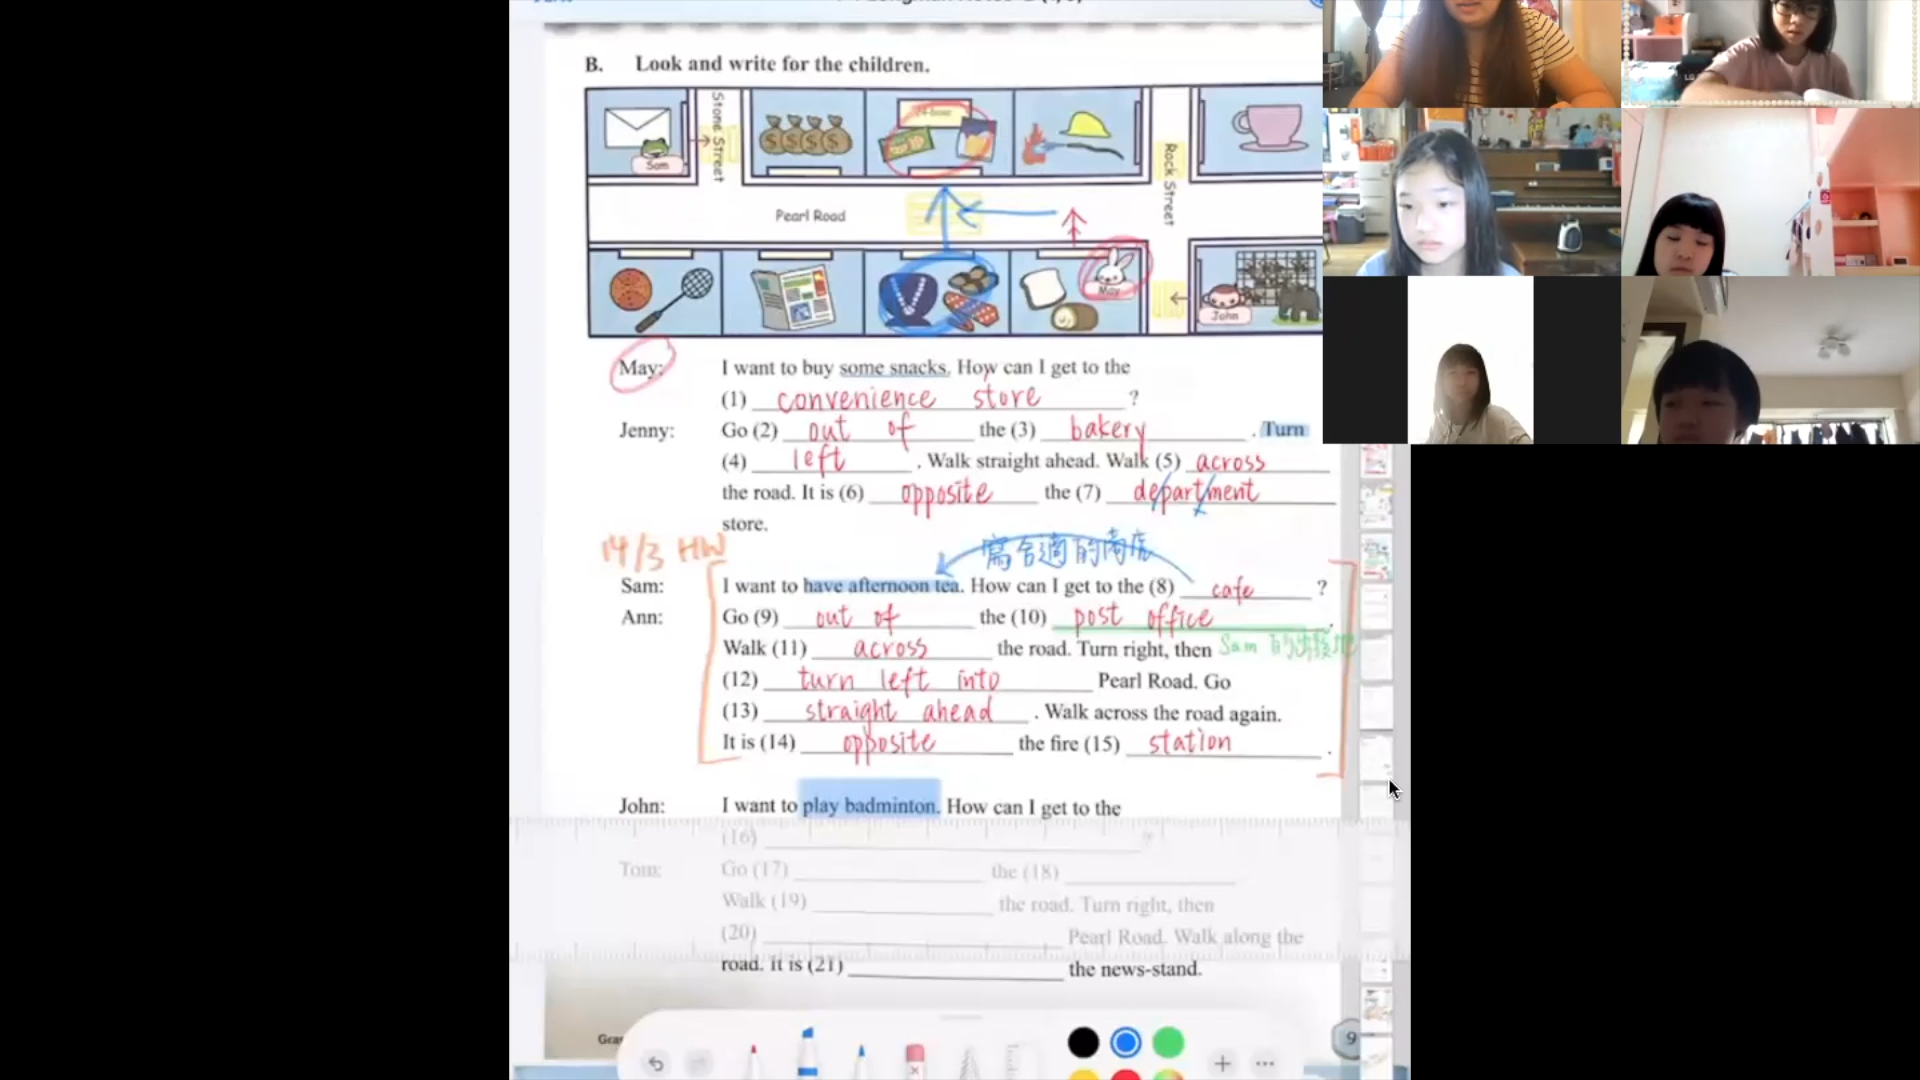 B. Look and write for the children.
Stone Street
Sam
Pearl Road
Rock Street
May
John
May: I want to buy some snacks. How can I get to the
(1) convenience store ?
Jenny: Go (2) out of the (3) bakery . Turn
(4) left . Walk straight ahead. Walk (5) across
the road. It is (6) opposite the (7) department
store.
14/3 HW
寫合適的商店
Sam: I want to have afternoon tea. How can I get to the (8) cafe ?
Ann: Go (9) out of the (10) post office .
Walk (11) across the road. Turn right, then
Sam 的出發地
(12) turn left into Pearl Road. Go
(13) straight ahead . Walk across the road again.
It is (14) opposite the fire (15) station .
John: I want to play badminton. How can I get to the
(16) ?
Tom: Go (17) the (18)
Walk (19) the road. Turn right, then
(20) Pearl Road. Walk along the
road. It is (21) the news-stand.
9